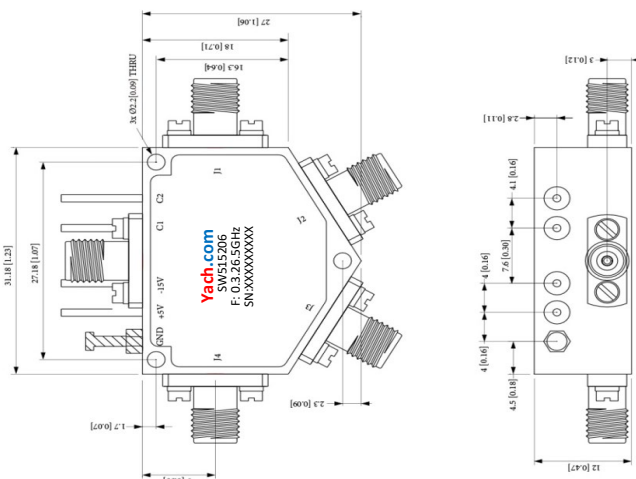 27 [1.06]
18 [0.71]
16.3 [0.64]
3x Ø2.2[0.09] THRU
31.18 [1.23]
27.18 [1.07]
C2
C1
-15V
+5V
GND
J1
J2
J3
J4
Yach.com
SW515206
F: 0.3.26.5GHz
SN:XXXXXXXXX
1.7 [0.07]
2.3 [0.09]
3 [0.12]
2.8 [0.11]
4.1 [0.16]
7.6 [0.30]
4 [0.16]
4 [0.16]
4.5 [0.18]
12 [0.47]